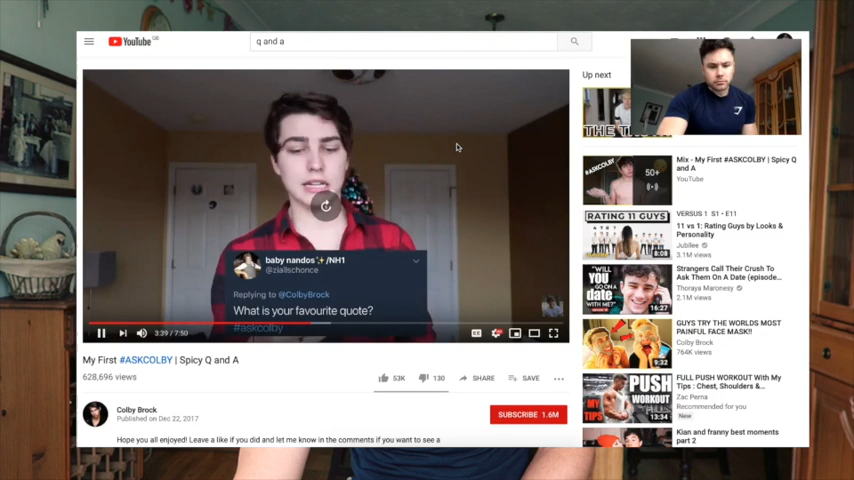 YouTube GB
q and a
Up next
THE TR
baby nandos✨/NH1
@ziallschonce
Replying to @ColbyBrock
What is your favourite quote?
#askcolby
3:39 / 7:50
My First #ASKCOLBY | Spicy Q and A
628,696 views
53K
130
SHARE
SAVE
Colby Brock
Published on Dec 22, 2017
SUBSCRIBE 1.6M
Hope you all enjoyed! Leave a like if you did and let me know in the comments if you want to see a
#ASKCOLBY
50+
Mix - My First #ASKCOLBY | Spicy Q
and A
YouTube
RATING 11 GUYS
8:08
VERSUS 1 S1 • E11
11 vs 1: Rating Guys by Looks &
Personality
Jubilee
3.1M views
"WILL
YOU
GO ON A
date
WITH ME?"
16:27
Strangers Call Their Crush To
Ask Them On A Date (episode...
Thoraya Maronesy
2.1M views
9:32
GUYS TRY THE WORLDS MOST
PAINFUL FACE MASK!!
Colby Brock
764K views
PUSH
WORKOUT
MY
TIPS
13:34
FULL PUSH WORKOUT With My
Tips : Chest, Shoulders &...
Zac Perna
Recommended for you
New
Kian and franny best moments
part 2